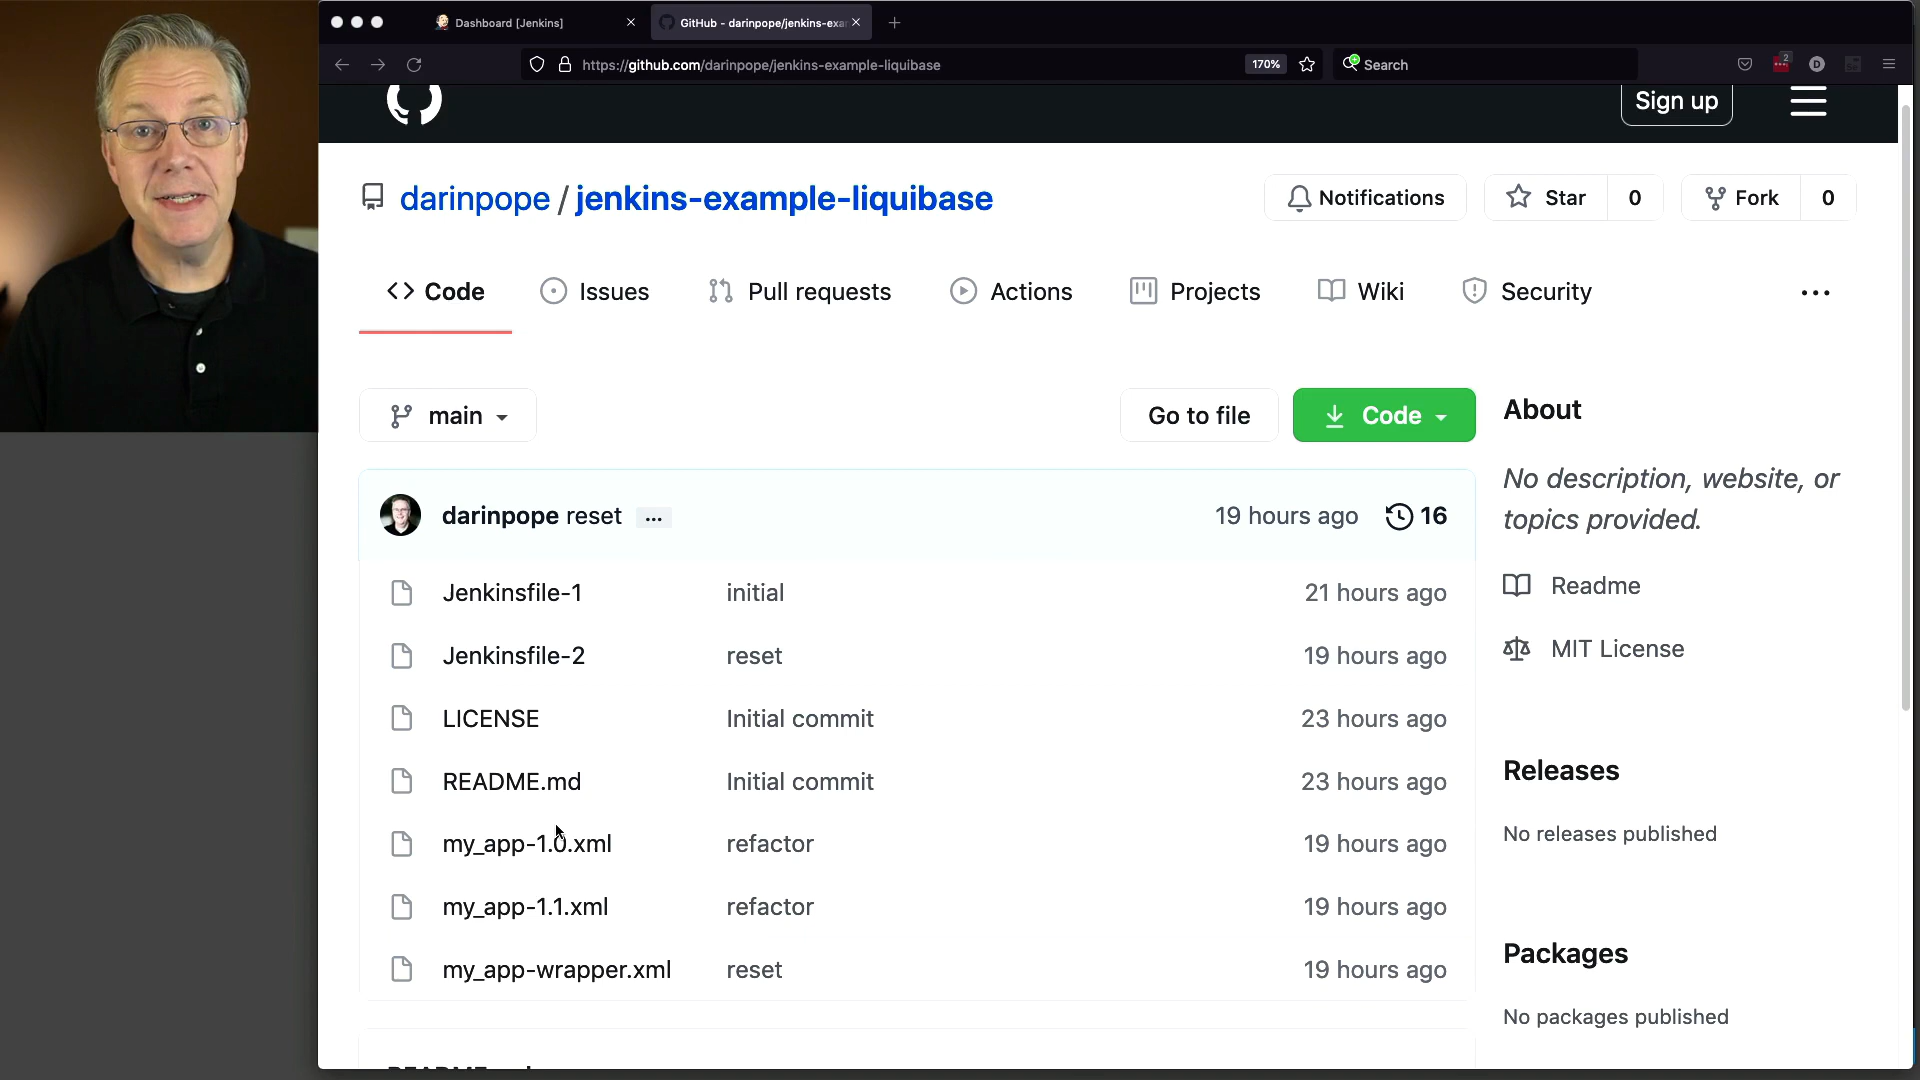 Dashboard [Jenkins]
GitHub - darinpope/jenkins-exa
https://github.com/darinpope/jenkins-example-liquibase
170%
Search
2
D
Sign up
darinpope / jenkins-example-liquibase
Notifications
Star 0
Fork 0
Code
Issues
Pull requests
Actions
Projects
Wiki
Security
...
main
Go to file
Code
About
No description, website, or
topics provided.
Readme
MIT License
darinpope reset ... 19 hours ago 16
Jenkinsfile-1 initial 21 hours ago
Jenkinsfile-2 reset 19 hours ago
LICENSE Initial commit 23 hours ago
README.md Initial commit 23 hours ago
my_app-1.0.xml refactor 19 hours ago
my_app-1.1.xml refactor 19 hours ago
my_app-wrapper.xml reset 19 hours ago
Releases
No releases published
Packages
No packages published